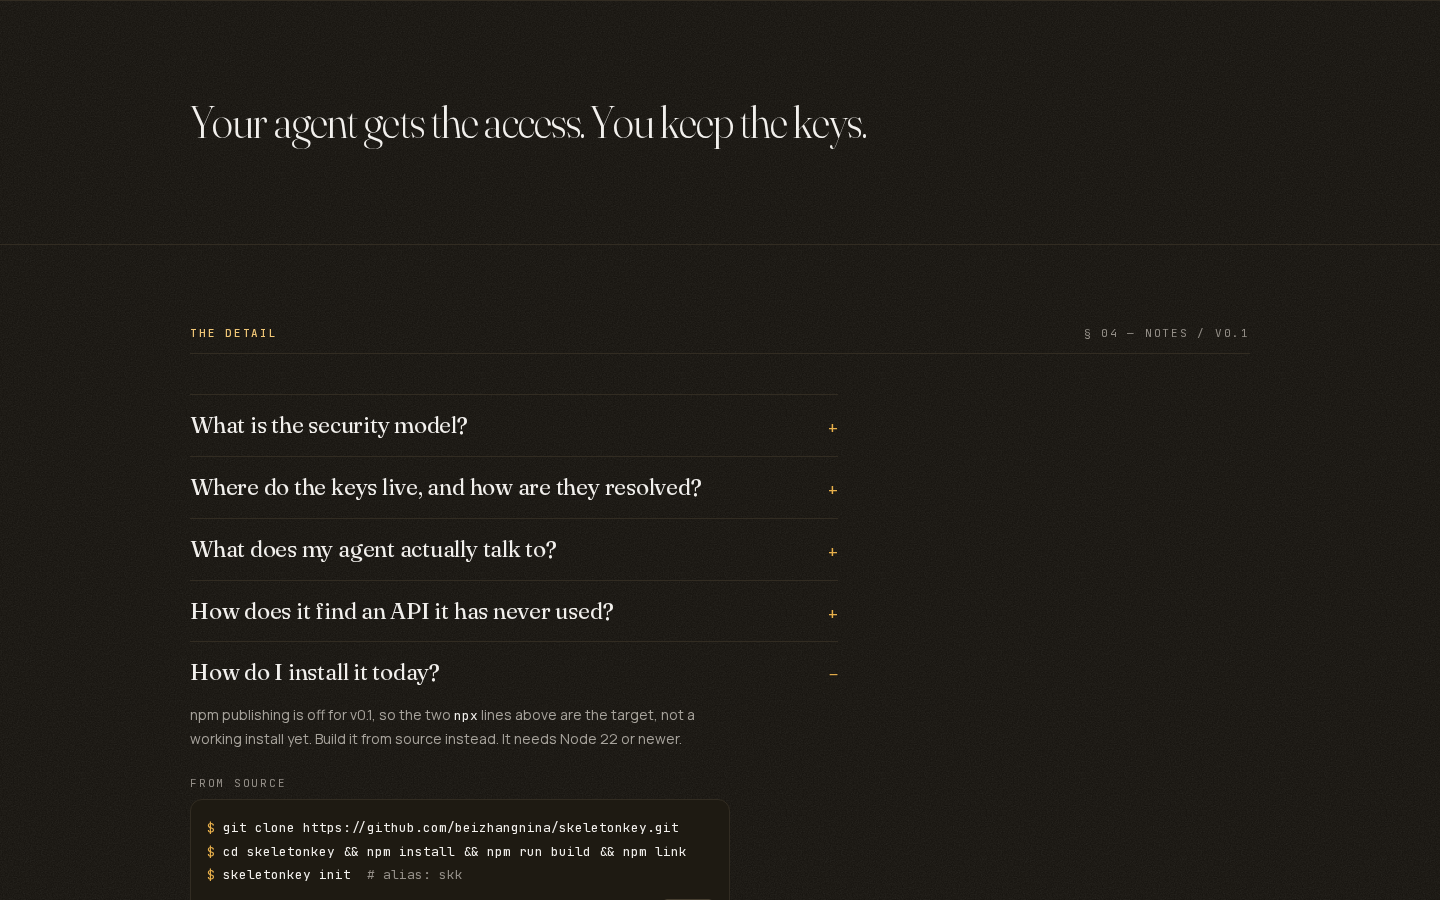 Your agent gets the access. You keep the keys.
THE DETAIL
§ 04 — NOTES / V0.1
What is the security model?
+
Where do the keys live, and how are they resolved?
+
What does my agent actually talk to?
+
How does it find an API it has never used?
+
How do I install it today?
−
npm publishing is off for v0.1, so the two npx lines above are the target, not a
working install yet. Build it from source instead. It needs Node 22 or newer.
FROM SOURCE
$ git clone https://github.com/beizhangnina/skeletonkey.git
$ cd skeletonkey && npm install && npm run build && npm link
$ skeletonkey init  # alias: skk